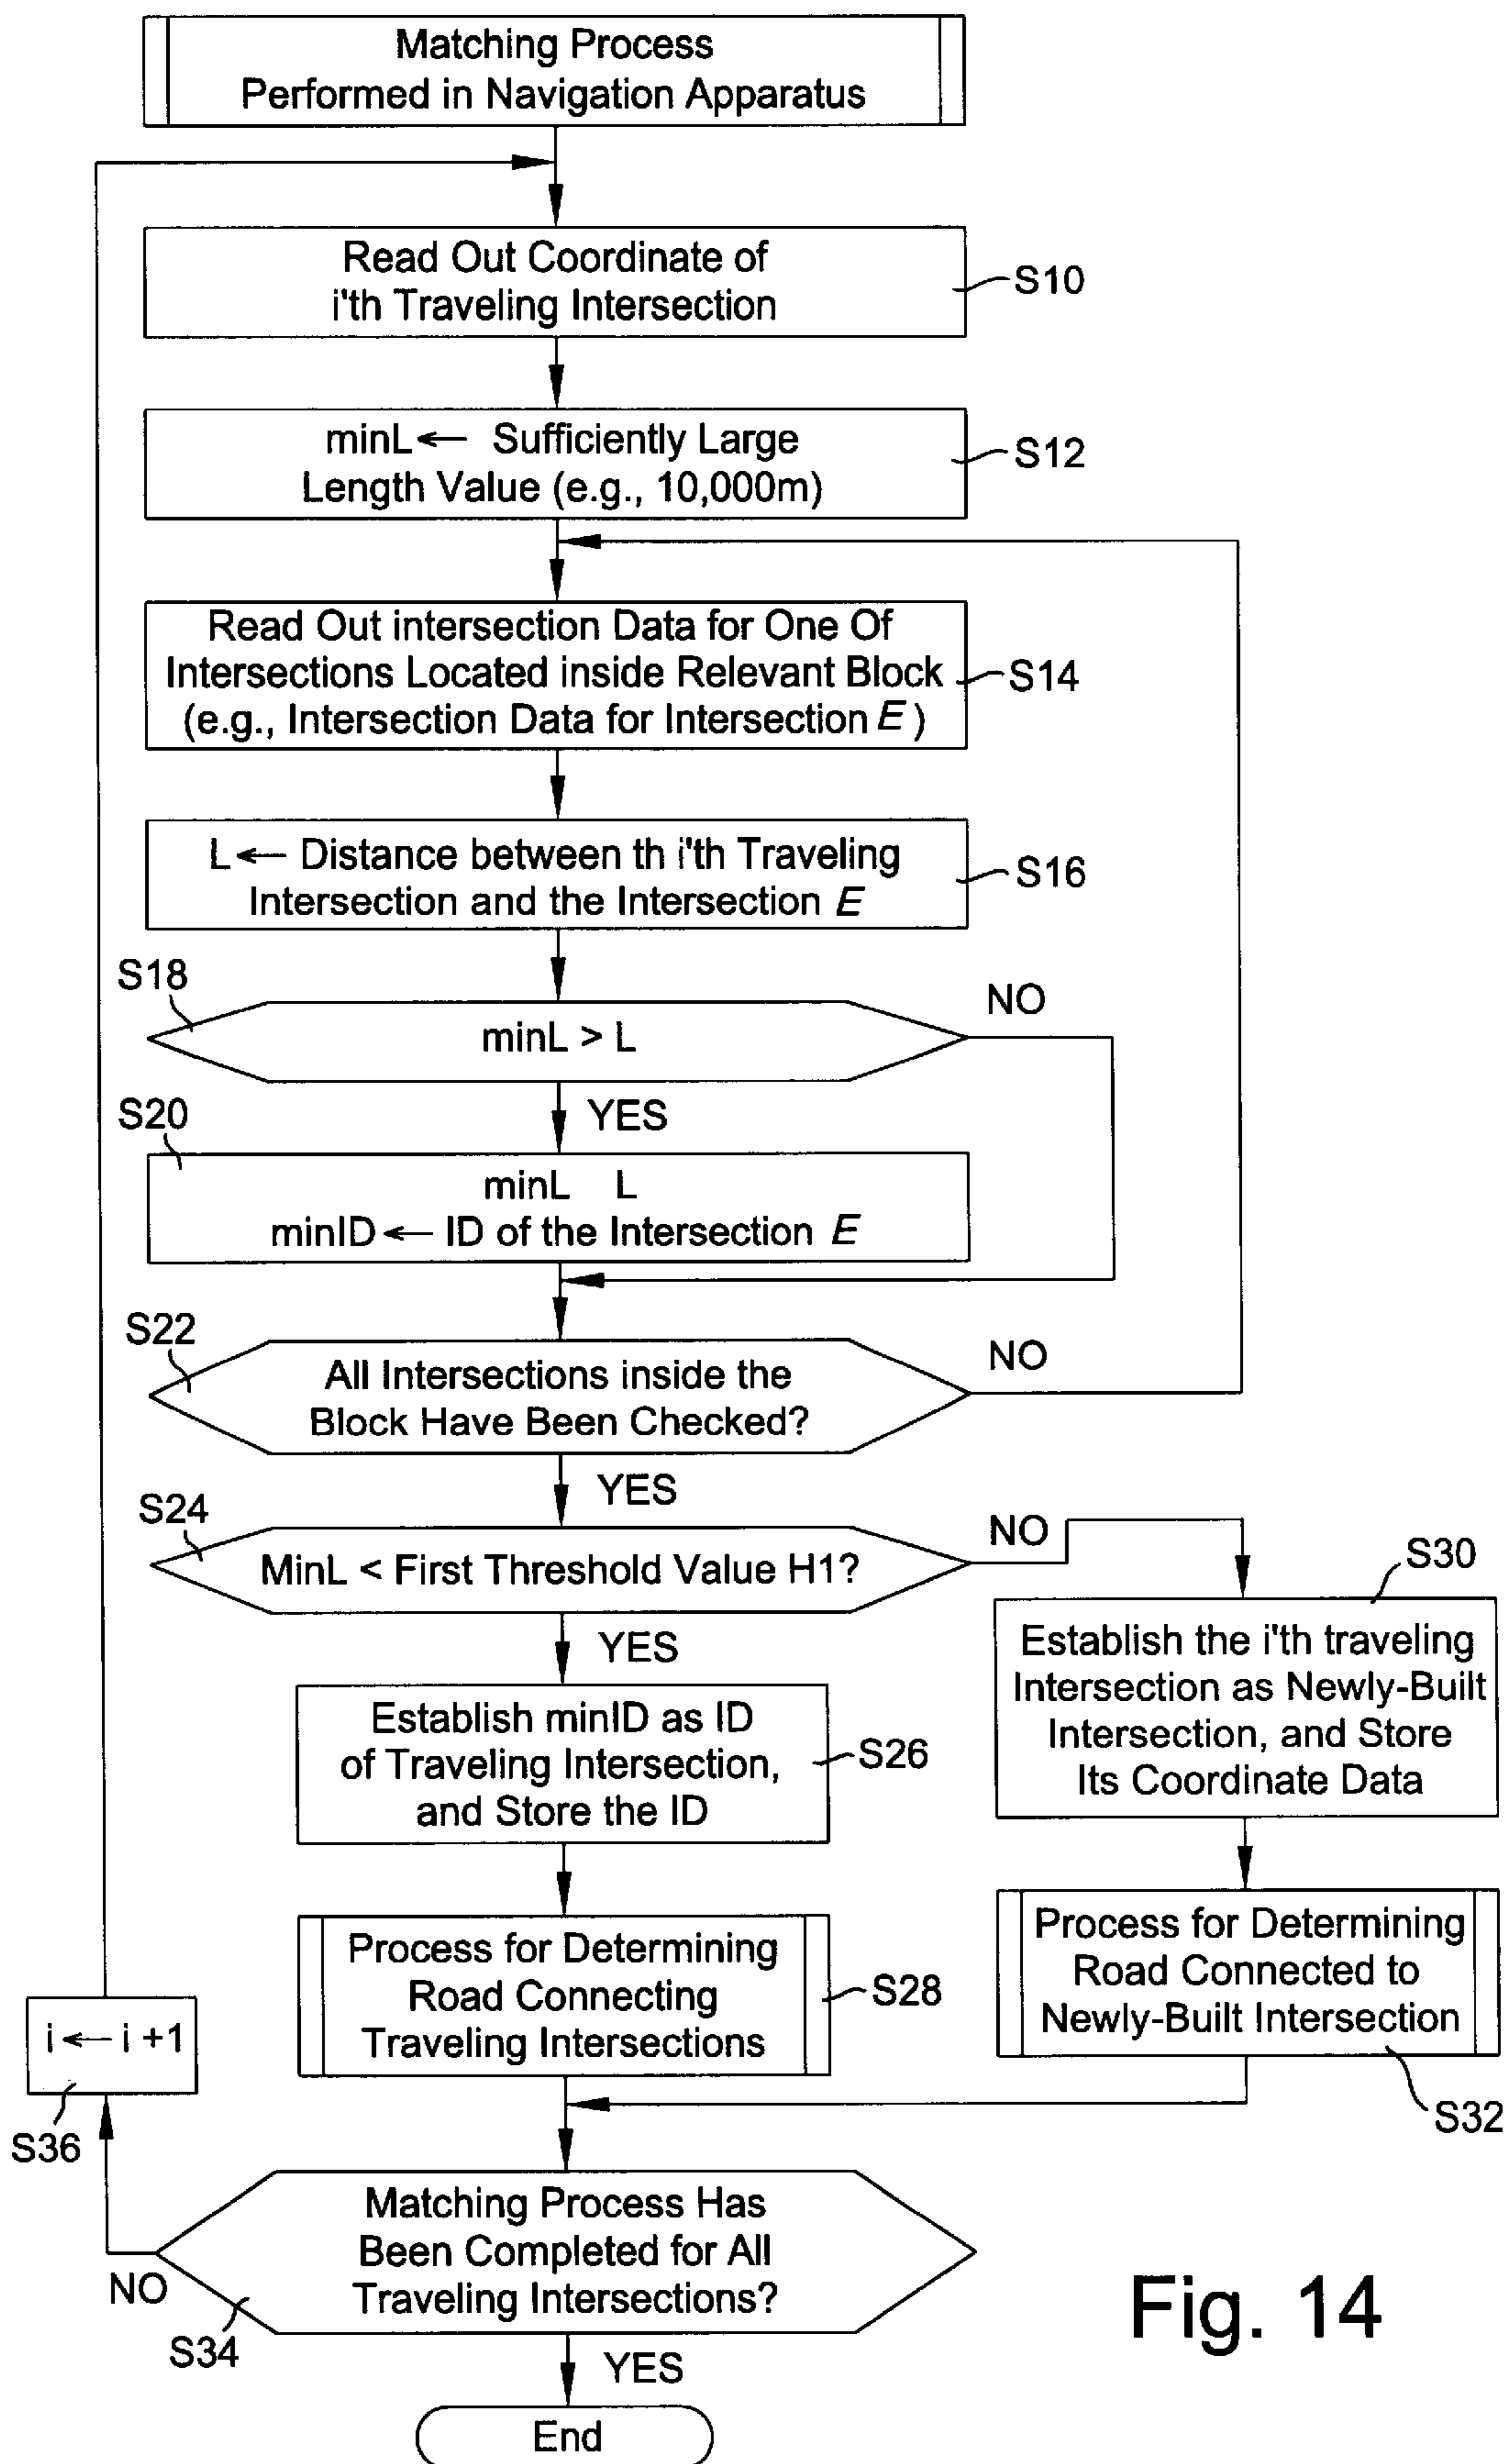 Matching Process
Performed in Navigation Apparatus
Read Out Coordinate of
i'th Traveling Intersection
S10
minL← Sufficiently Large
Length Value (e.g., 10,000m)
S12
Read Out intersection Data for One Of
Intersections Located inside Relevant Block
(e.g., Intersection Data for Intersection E)
S14
L← Distance between th i'th Traveling
Intersection and the Intersection E
S16
S18
minL > L
NO
YES
S20
minL L
minID← ID of the Intersection E
S22
All Intersections inside the
Block Have Been Checked?
NO
YES
S24
MinL < First Threshold Value H1?
NO
YES
S30
Establish the i'th traveling
Intersection as Newly-Built
Intersection, and Store
Its Coordinate Data
Establish minID as ID
of Traveling Intersection,
and Store the ID
S26
Process for Determining
Road Connected to
Newly-Built Intersection
S32
Process for Determining
Road Connecting
Traveling Intersections
S28
i← i +1
S36
Matching Process Has
Been Completed for All
Traveling Intersections?
NO
S34
YES
End
Fig. 14